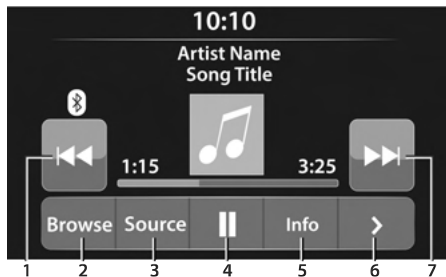 10:10
Artist Name
Song Title
1:15 3:25
Browse Source Info >
1 2 3 4 5 6 7